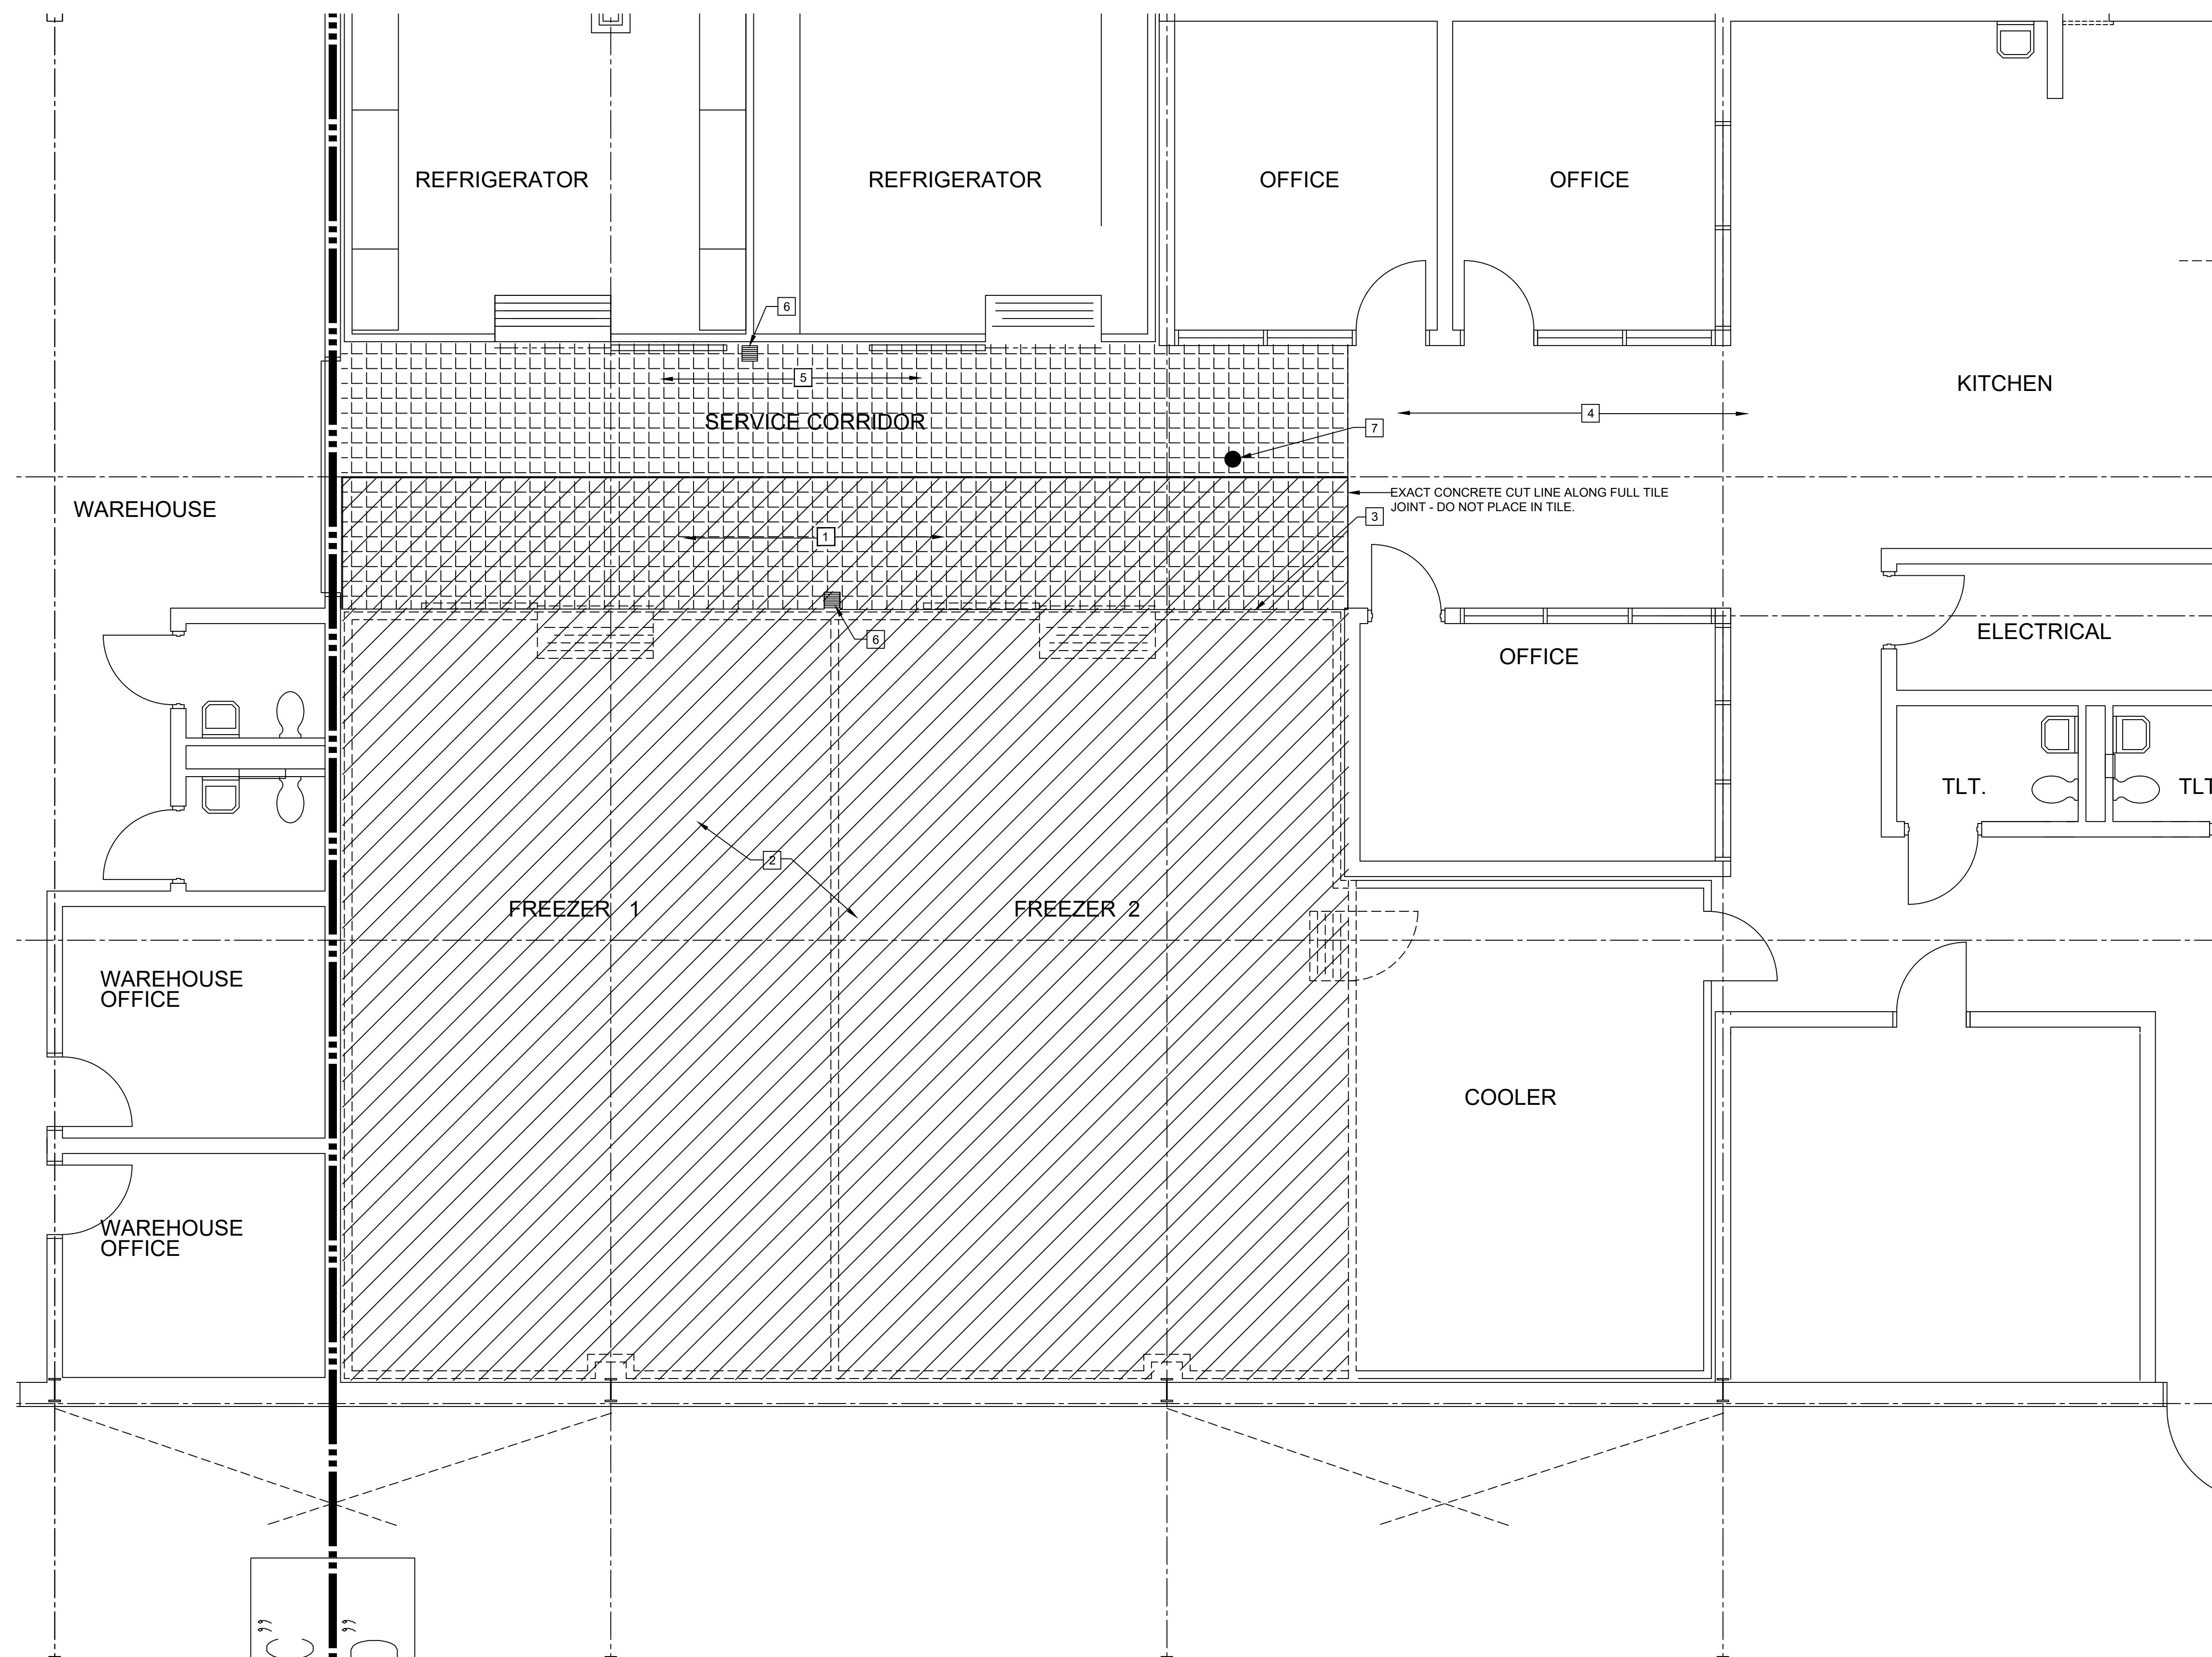 REFRIGERATOR
REFRIGERATOR
OFFICE
OFFICE
6
5
KITCHEN
4
SERVICE CORRIDOR
7
EXACT CONCRETE CUT LINE ALONG FULL TILE
JOINT - DO NOT PLACE IN TILE.
WAREHOUSE
3
1
6
ELECTRICAL
OFFICE
TLT.
TLT
2
FREEZER 1
FREEZER 2
WAREHOUSE
OFFICE
COOLER
WAREHOUSE
OFFICE